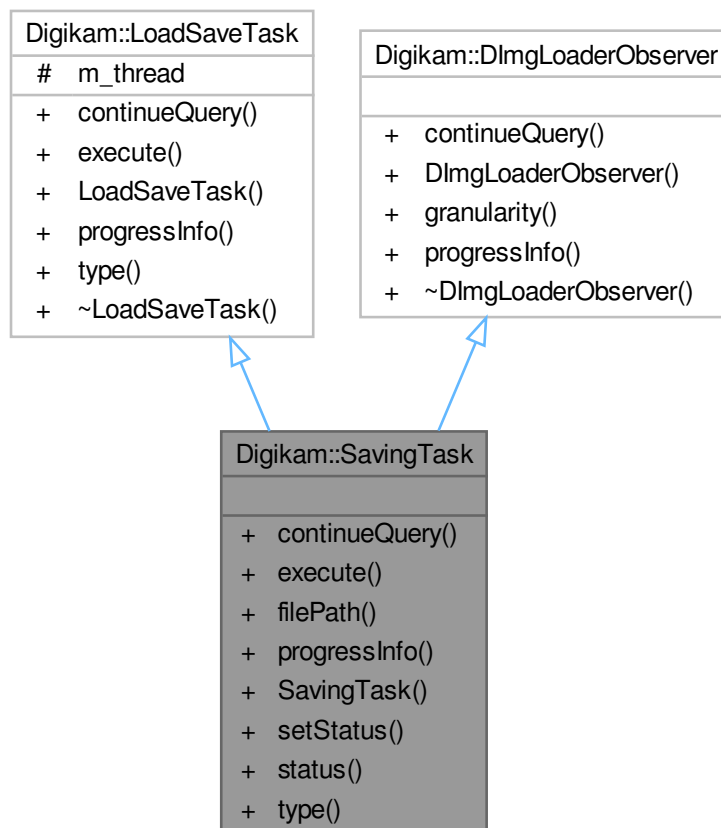 Digikam::LoadSaveTask
# m_thread
+ continueQuery()
+ execute()
+ LoadSaveTask()
+ progressInfo()
+ type()
+ ~LoadSaveTask()
Digikam::DImgLoaderObserver
+ continueQuery()
+ DImgLoaderObserver()
+ granularity()
+ progressInfo()
+ ~DImgLoaderObserver()
Digikam::SavingTask
+ continueQuery()
+ execute()
+ filePath()
+ progressInfo()
+ SavingTask()
+ setStatus()
+ status()
+ type()